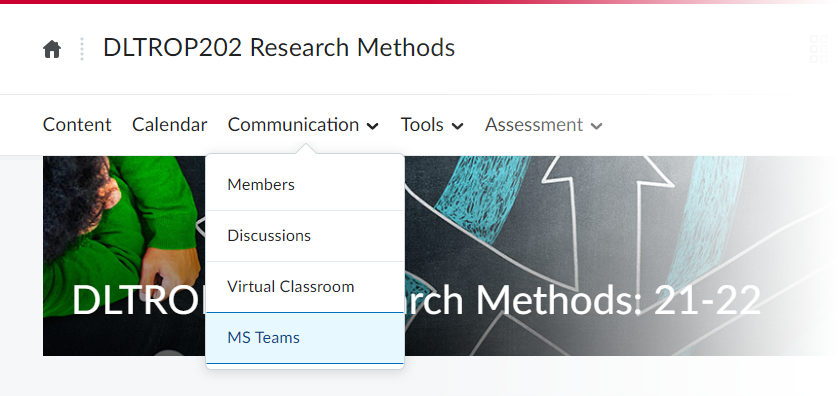 DLTROP202 Research Methods
Content Calendar Communication Tools Assessment
Members
Discussions
Virtual Classroom
MS Teams
DLTRO rch Methods: 21-22